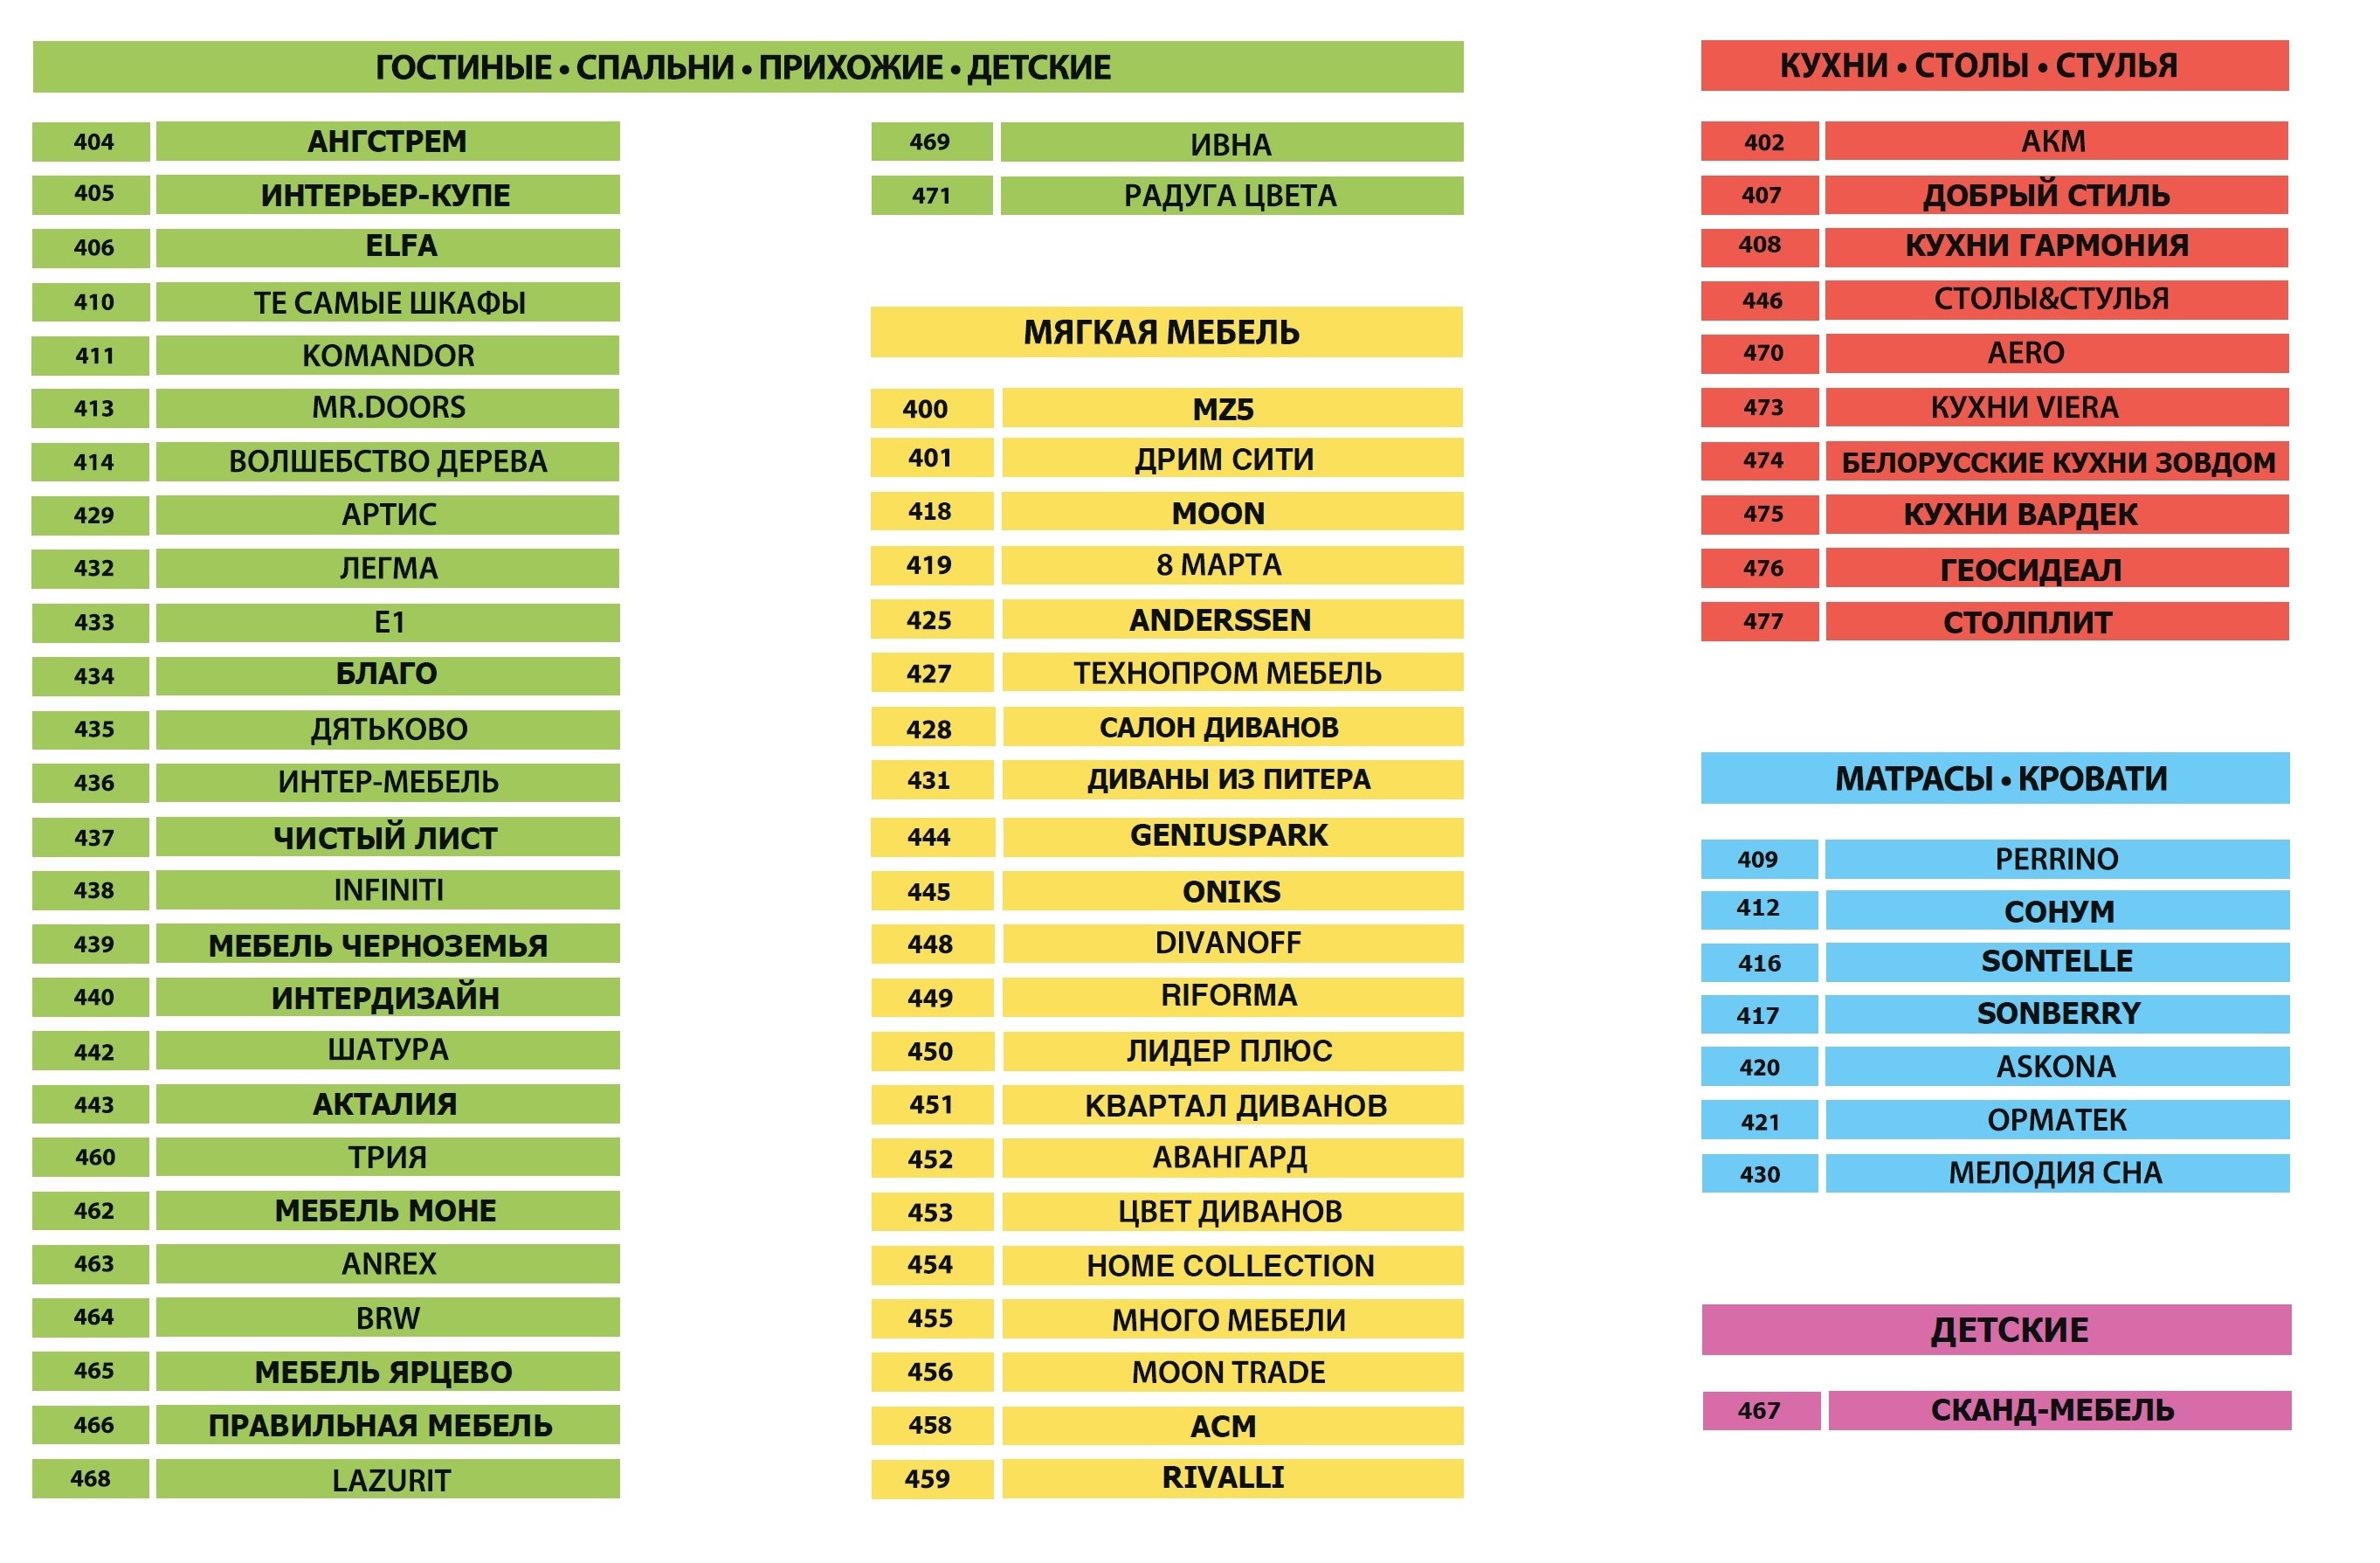 ГОСТИНЫЕ • СПАЛЬНИ • ПРИХОЖИЕ • ДЕТСКИЕ
404 АНГСТРЕМ
405 ИНТЕРЬЕР-КУПЕ
406 ELFA
410 ТЕ САМЫЕ ШКАФЫ
411 KOMANDOR
413 MR.DOORS
414 ВОЛШЕБСТВО ДЕРЕВА
429 АРТИС
432 ЛЕГМА
433 Е1
434 БЛАГО
435 ДЯТЬКОВО
436 ИНТЕР-МЕБЕЛЬ
437 ЧИСТЫЙ ЛИСТ
438 INFINITI
439 МЕБЕЛЬ ЧЕРНОЗЕМЬЯ
440 ИНТЕРДИЗАЙН
442 ШАТУРА
443 АКТАЛИЯ
460 ТРИЯ
462 МЕБЕЛЬ МОНЕ
463 ANREX
464 BRW
465 МЕБЕЛЬ ЯРЦЕВО
466 ПРАВИЛЬНАЯ МЕБЕЛЬ
468 LAZURIT
469 ИВНА
471 РАДУГА ЦВЕТА
МЯГКАЯ МЕБЕЛЬ
400 MZ5
401 ДРИМ СИТИ
418 MOON
419 8 МАРТА
425 ANDERSSEN
427 ТЕХНОПРОМ МЕБЕЛЬ
428 САЛОН ДИВАНОВ
431 ДИВАНЫ ИЗ ПИТЕРА
444 GENIUSPARK
445 ONIKS
448 DIVANOFF
449 RIFORMA
450 ЛИДЕР ПЛЮС
451 КВАРТАЛ ДИВАНОВ
452 АВАНГАРД
453 ЦВЕТ ДИВАНОВ
454 HOME COLLECTION
455 МНОГО МЕБЕЛИ
456 MOON TRADE
458 АСМ
459 RIVALLI
КУХНИ • СТОЛЫ • СТУЛЬЯ
402 АКМ
407 ДОБРЫЙ СТИЛЬ
408 КУХНИ ГАРМОНИЯ
446 СТОЛЫ&СТУЛЬЯ
470 AERO
473 КУХНИ VIERA
474 БЕЛОРУССКИЕ КУХНИ ЗОВДОМ
475 КУХНИ ВАРДЕК
476 ГЕОСИДЕАЛ
477 СТОЛПЛИТ
МАТРАСЫ • КРОВАТИ
409 PERRINO
412 СОНУМ
416 SONTELLE
417 SONBERRY
420 ASKONA
421 ОРМАТЕК
430 МЕЛОДИЯ СНА
ДЕТСКИЕ
467 СКАНД-МЕБЕЛЬ